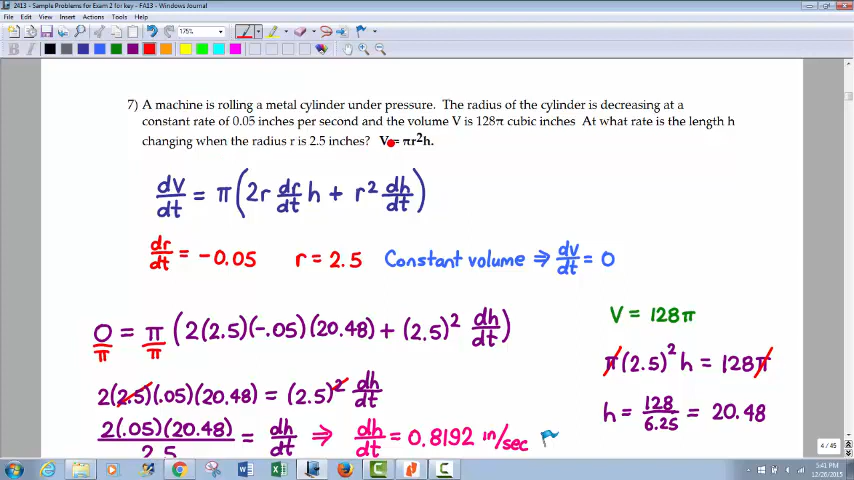 2413 - Sample Problems for Exam 2 for key - FA13 - Windows Journal
File Edit View Insert Actions Tools Help
175%
B I
7) A machine is rolling a metal cylinder under pressure. The radius of the cylinder is decreasing at a
constant rate of 0.05 inches per second and the volume V is 128π cubic inches At what rate is the length h
changing when the radius r is 2.5 inches? V = πr²h.
dV/dt = π(2r dr/dt h + r² dh/dt)
dr/dt = -0.05 r = 2.5 Constant volume ⇒ dv/dt = 0
0/π = π/π (2(2.5)(-.05)(20.48) + (2.5)² dh/dt)
V = 128π
π(2.5)²h = 128π
2(2.5)(.05)(20.48) = (2.5)² dh/dt
h = 128/6.25 = 20.48
2(.05)(20.48)/2.5 = dh/dt ⇒ dh/dt = 0.8192 in/sec
4 / 45
3:41 PM
12/26/2015